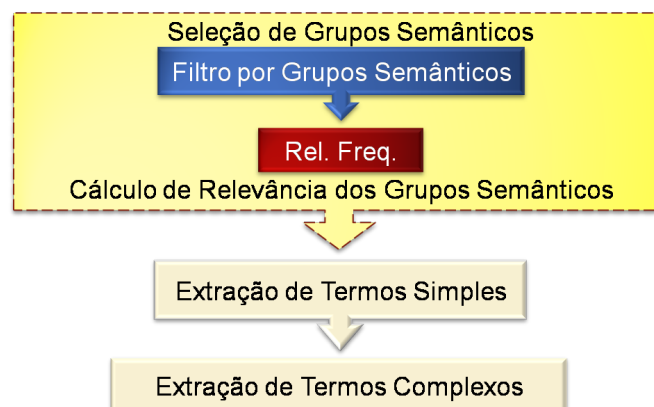 Seleção de Grupos Semânticos
Filtro por Grupos Semânticos
Rel. Freq.
Cálculo de Relevância dos Grupos Semânticos
Extração de Termos Simples
Extração de Termos Complexos